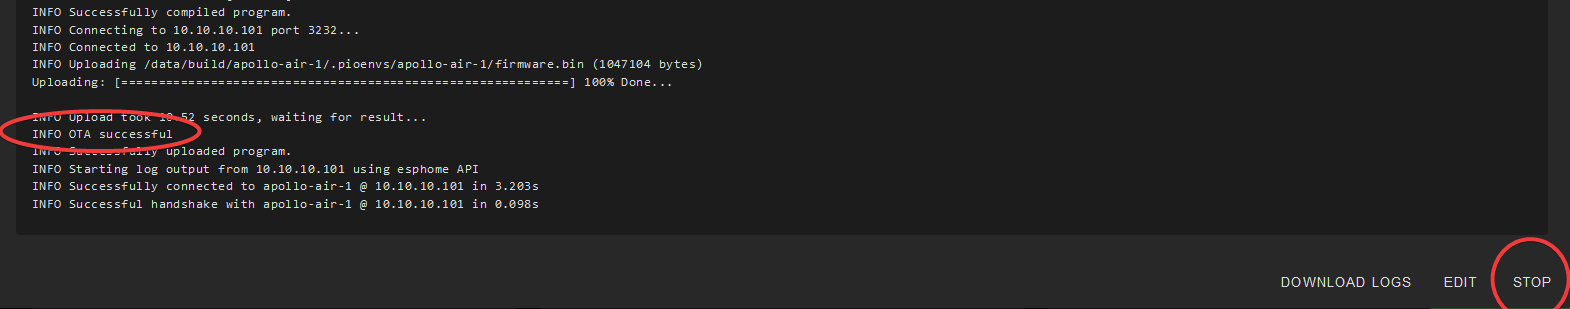 INFO Successfully compiled program.
INFO Connecting to 10.10.10.101 port 3232...
INFO Connected to 10.10.10.101
INFO Uploading /data/build/apollo-air-1/.pioenvs/apollo-air-1/firmware.bin (1047104 bytes)
Uploading: [============================================================] 100% Done...
INFO Upload took 10.52 seconds, waiting for result...
INFO OTA successful
INFO Successfully uploaded program.
INFO Starting log output from 10.10.10.101 using esphome API
INFO Successfully connected to apollo-air-1 @ 10.10.10.101 in 3.203s
INFO Successful handshake with apollo-air-1 @ 10.10.10.101 in 0.098s
DOWNLOAD LOGS EDIT STOP